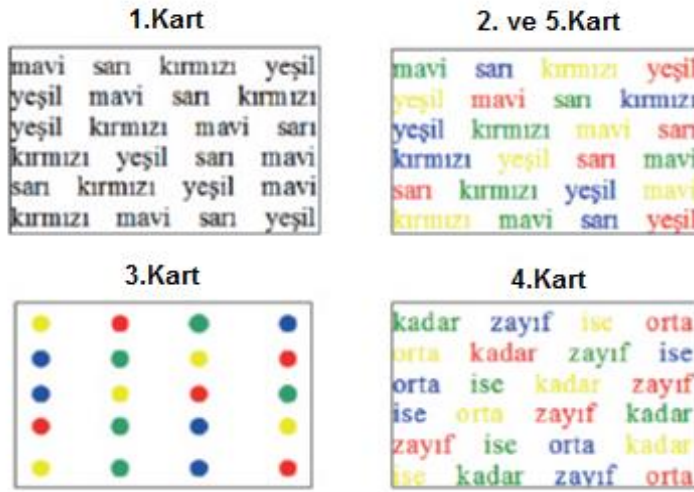 1.Kart
mavi sarı kırmızı yeşil
yeşil mavi sarı kırmızı
yeşil kırmızı mavi sarı
kırmızı yeşil sarı mavi
sarı kırmızı yeşil mavi
kırmızı mavi sarı yeşil
2. ve 5.Kart
mavi sarı kırmızı yeşil
yeşil mavi sarı kırmızı
yeşil kırmızı mavi sarı
kırmızı yeşil sarı mavi
sarı kırmızı yeşil mavi
kırmızı mavi sarı yeşil
3.Kart
4.Kart
kadar zayıf ise orta
orta kadar zayıf ise
orta ise kadar zayıf
ise orta zayıf kadar
zayıf ise orta kadar
ise kadar zayıf orta